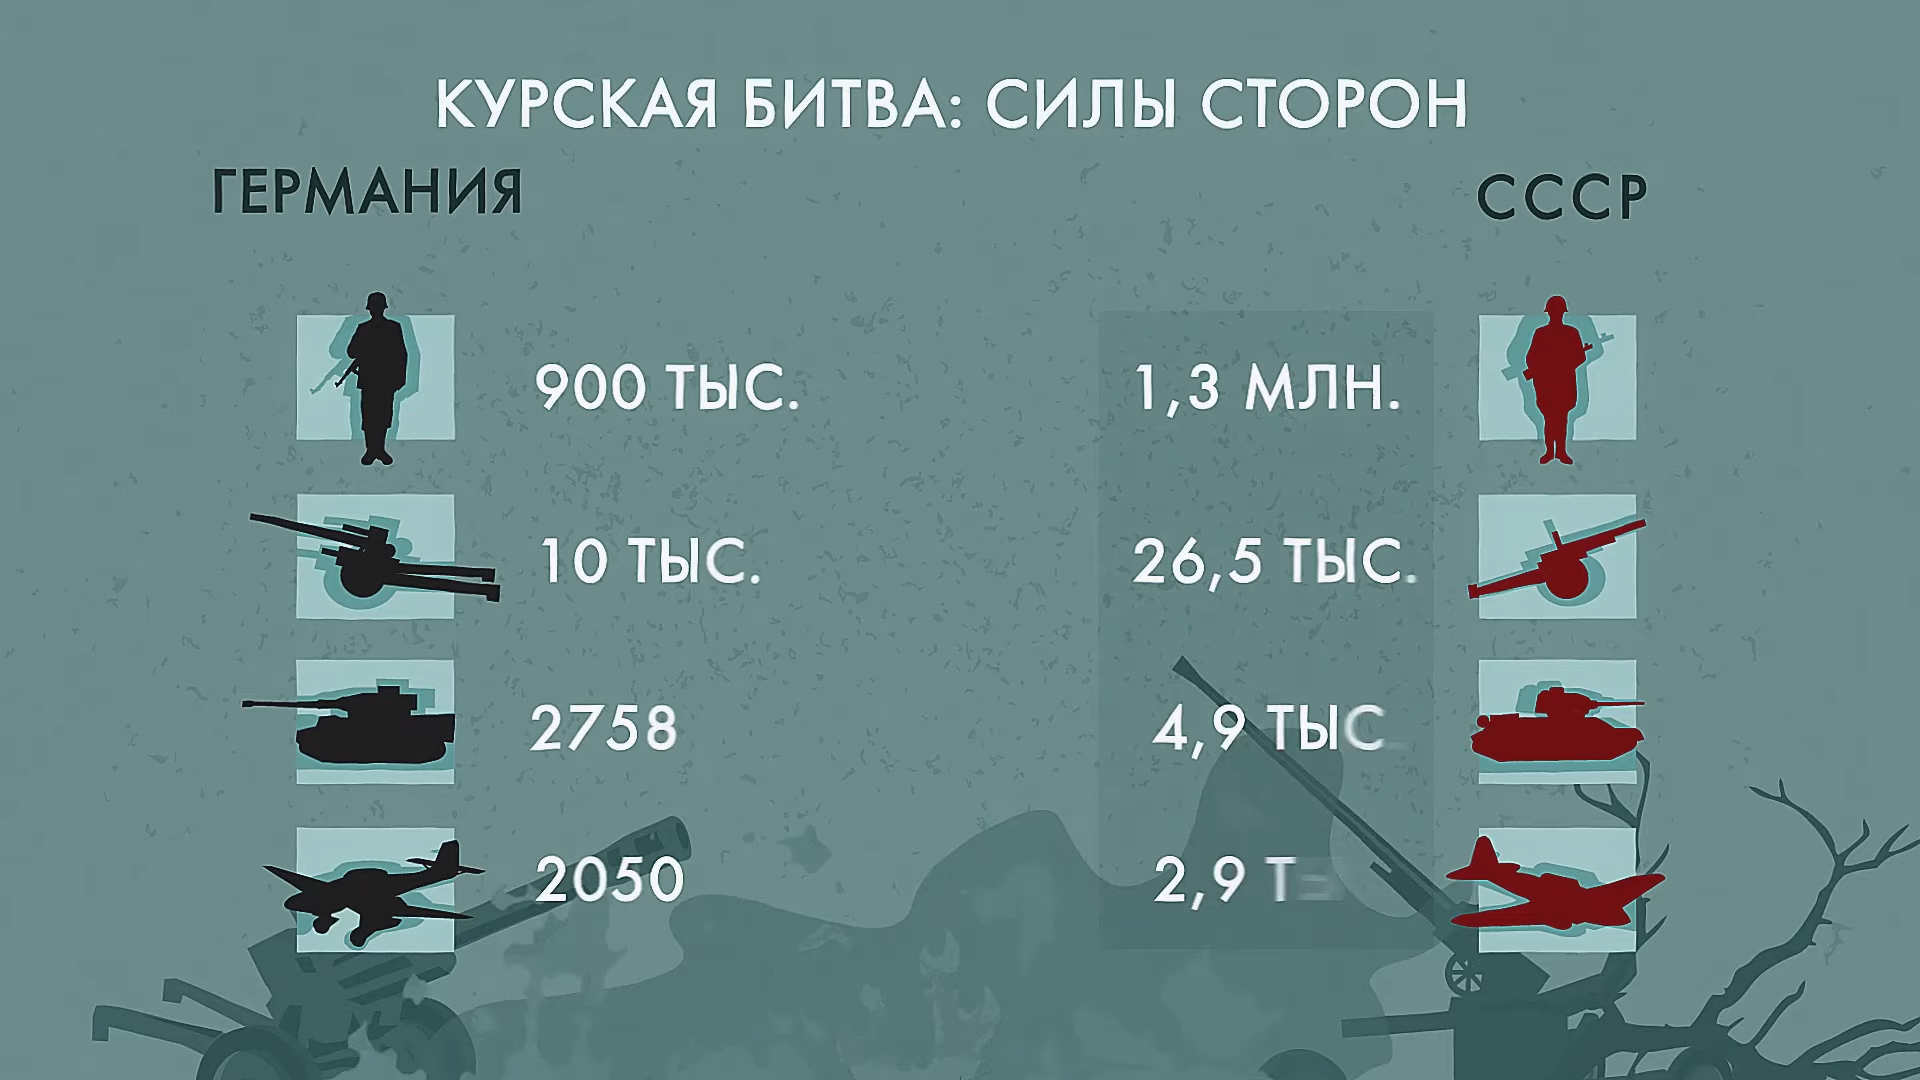 КУРСКАЯ БИТВА: СИЛЫ СТОРОН
ГЕРМАНИЯ
СССР
900 ТЫС.
1,3 МЛН.
10 ТЫС.
26,5 ТЫС.
2758
4,9 ТЫС
2050
2,9